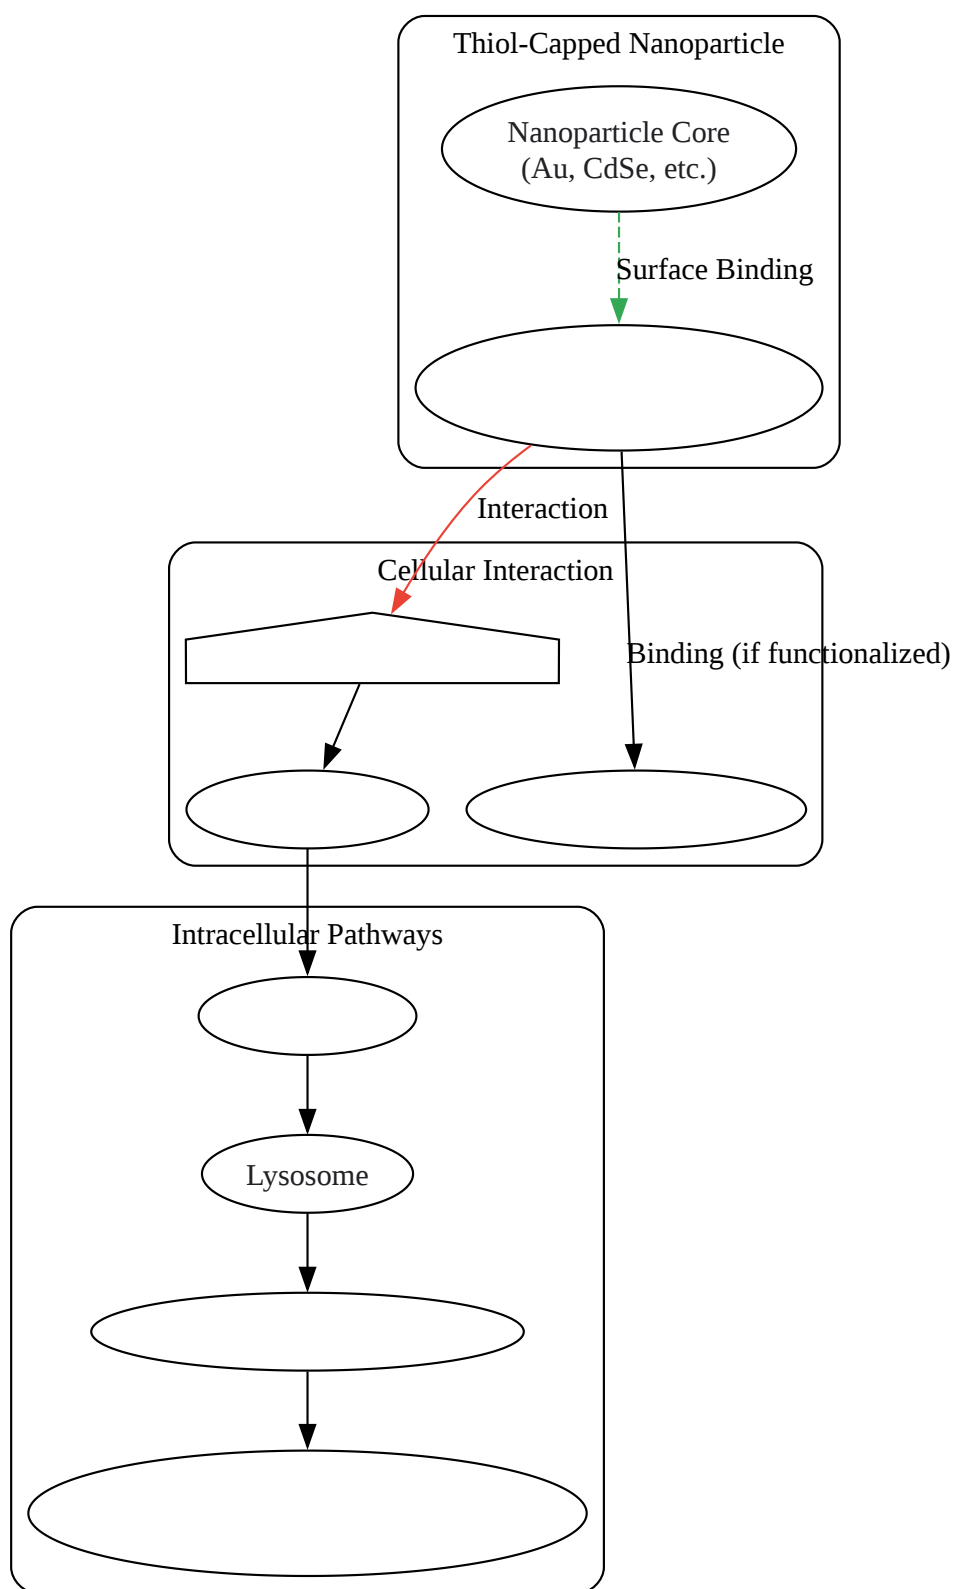 Thiol-Capped Nanoparticle
Nanoparticle Core
(Au, CdSe, etc.)
Surface Binding
Interaction
Cellular Interaction
Binding (if functionalized)
Intracellular Pathways
Lysosome